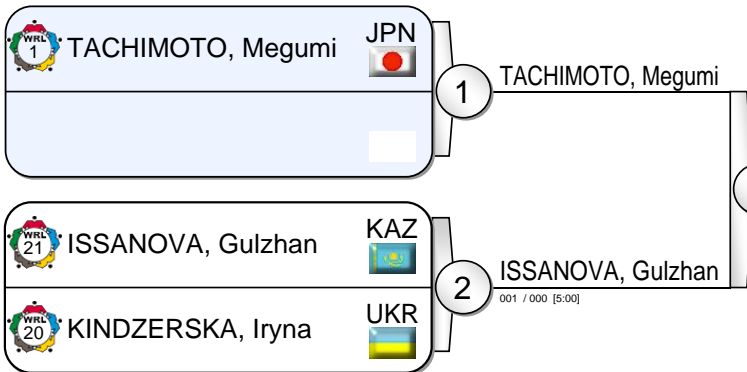 WRL
1
TACHIMOTO, Megumi
JPN
1
TACHIMOTO, Megumi
WRL
21
ISSANOVA, Gulzhan
KAZ
2
ISSANOVA, Gulzhan
001 / 000 [5:00]
WRL
20
KINDZERSKA, Iryna
UKR